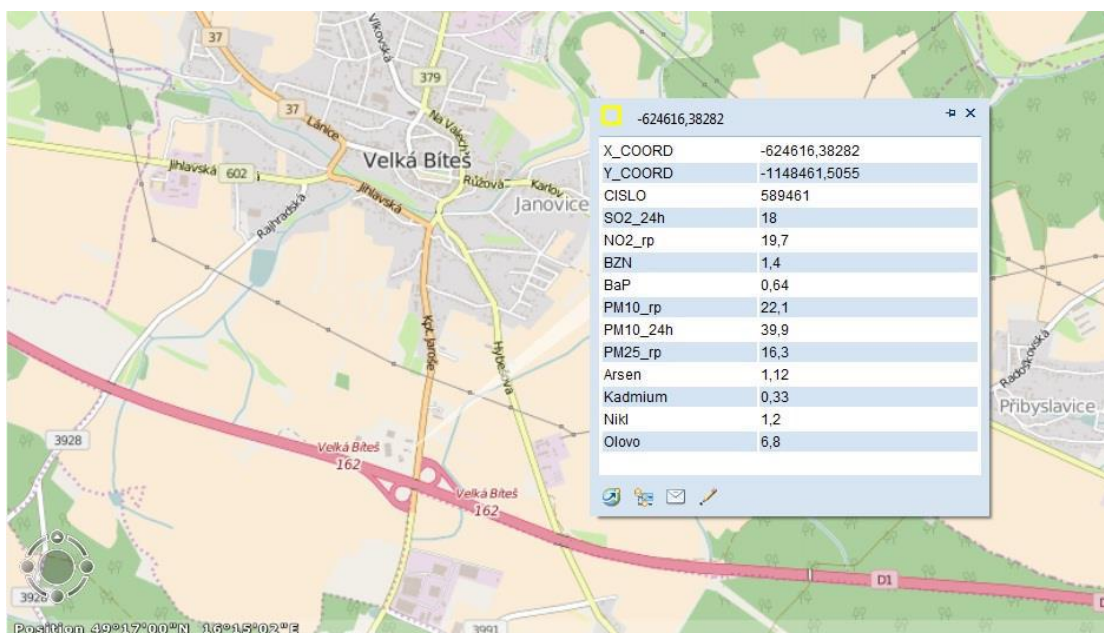 37
Vlkovská
379
37
Lánice
Na Valech
Velká Bíteš
Jihlavská
602
Růžová
Karlov
Janovice
Jihlavská
Rajhradská
Kpt. Jaroše
Hybešova
3928
Velká Bíteš
162
Velká Bíteš
162
D1
3928
3991
Radoškovská
Přibyslavice
-624616,38282
X_COORD -624616,38282
Y_COORD -1148461,5055
CISLO 589461
SO2_24h 18
NO2_rp 19,7
BZN 1,4
BaP 0,64
PM10_rp 22,1
PM10_24h 39,9
PM25_rp 16,3
Arsen 1,12
Kadmium 0,33
Nikl 1,2
Olovo 6,8
Position 49°17'00"N 16°15'02"E